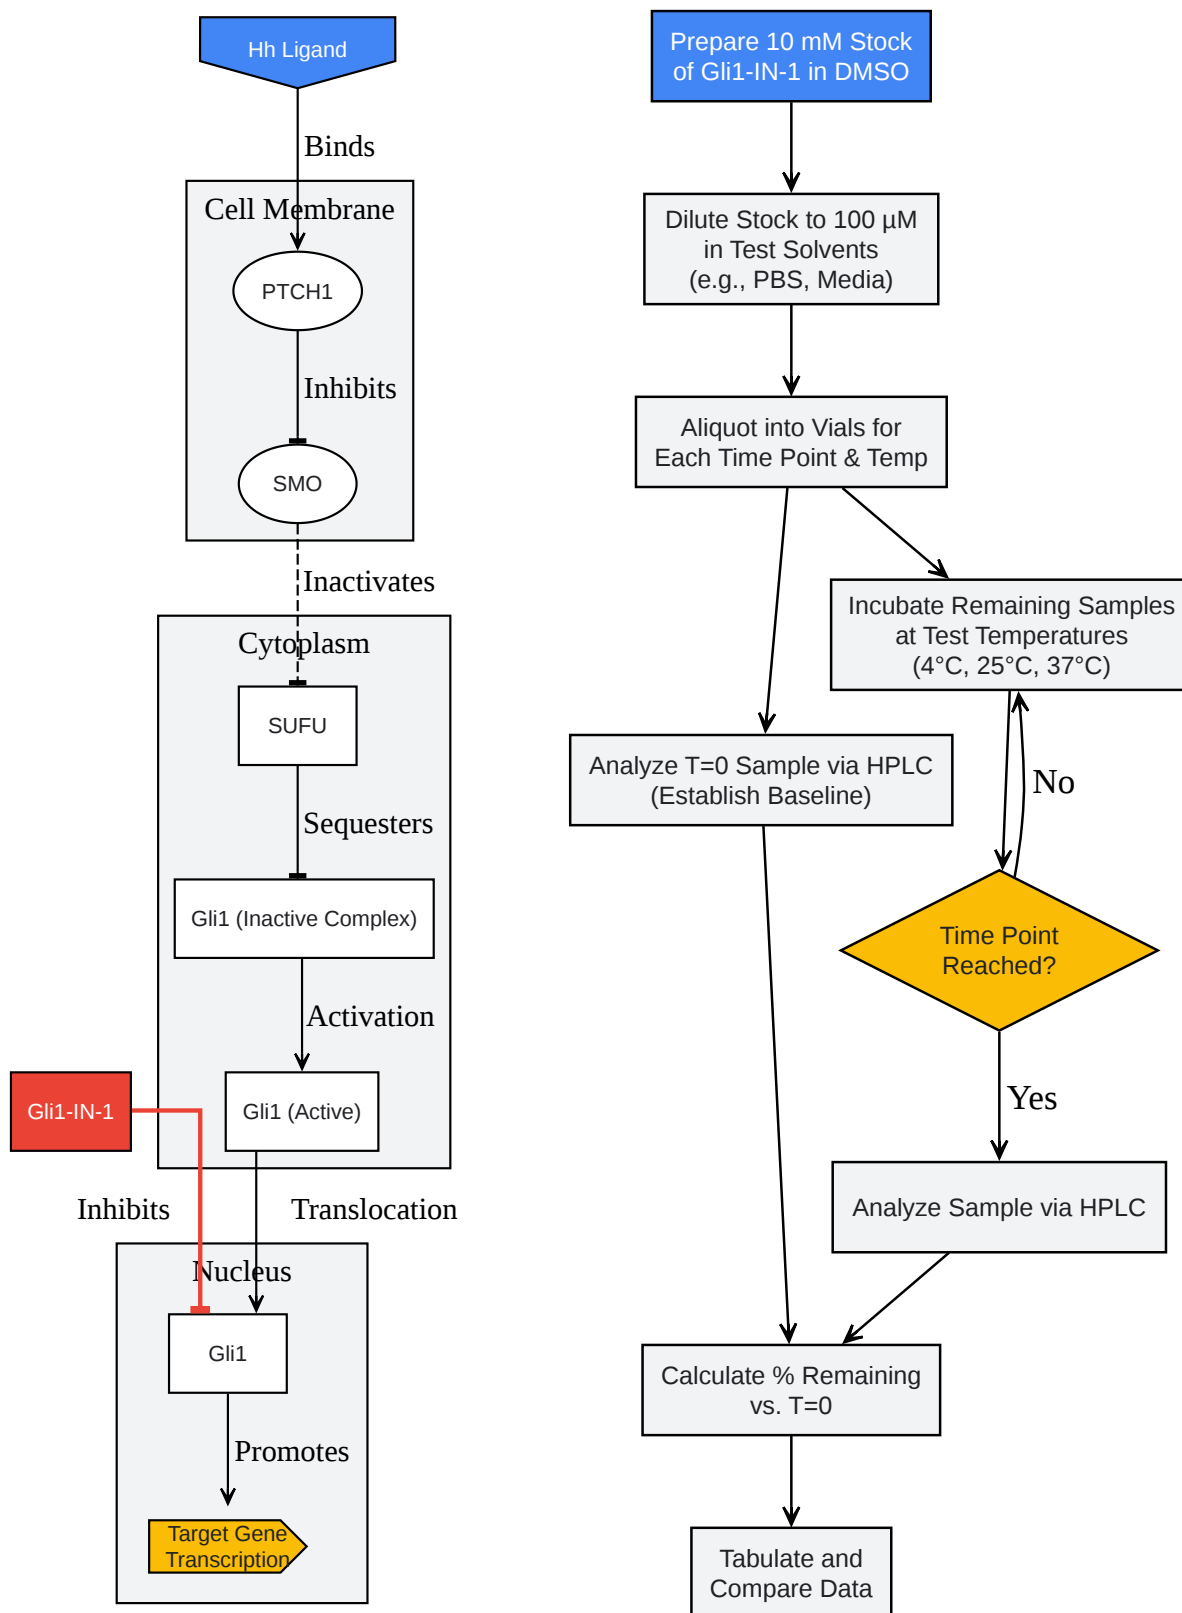 Hh Ligand
Binds
Cell Membrane
PTCH1
Inhibits
SMO
Inactivates
Cytoplasm
SUFU
Sequesters
Gli1 (Inactive Complex)
Activation
Gli1-IN-1
Gli1 (Active)
Inhibits
Translocation
Nucleus
Gli1
Promotes
Target Gene
Transcription
Prepare 10 mM Stock
of Gli1-IN-1 in DMSO
Dilute Stock to 100 µM
in Test Solvents
(e.g., PBS, Media)
Aliquot into Vials for
Each Time Point & Temp
Incubate Remaining Samples
at Test Temperatures
(4°C, 25°C, 37°C)
Analyze T=0 Sample via HPLC
(Establish Baseline)
No
Time Point
Reached?
Yes
Analyze Sample via HPLC
Calculate % Remaining
vs. T=0
Tabulate and
Compare Data